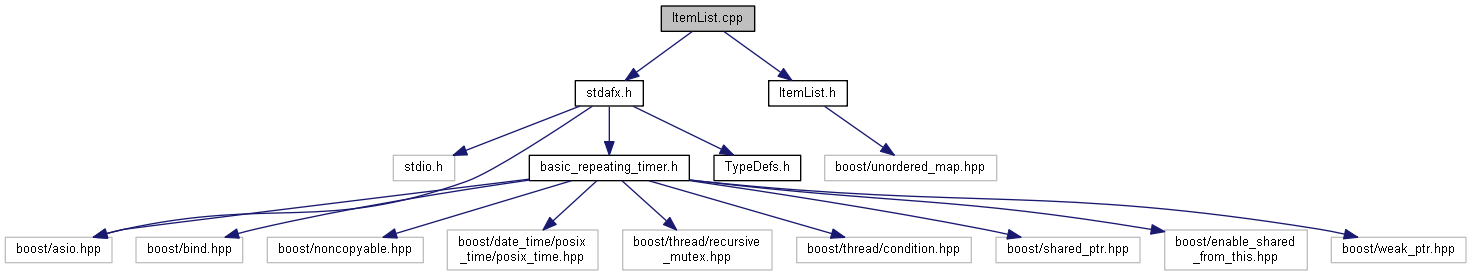 ItemList.cpp
stdafx.h
ItemList.h
stdio.h
basic_repeating_timer.h
TypeDefs.h
boost/unordered_map.hpp
boost/asio.hpp
boost/bind.hpp
boost/noncopyable.hpp
boost/date_time/posix
_time/posix_time.hpp
boost/thread/recursive
_mutex.hpp
boost/thread/condition.hpp
boost/shared_ptr.hpp
boost/enable_shared
_from_this.hpp
boost/weak_ptr.hpp